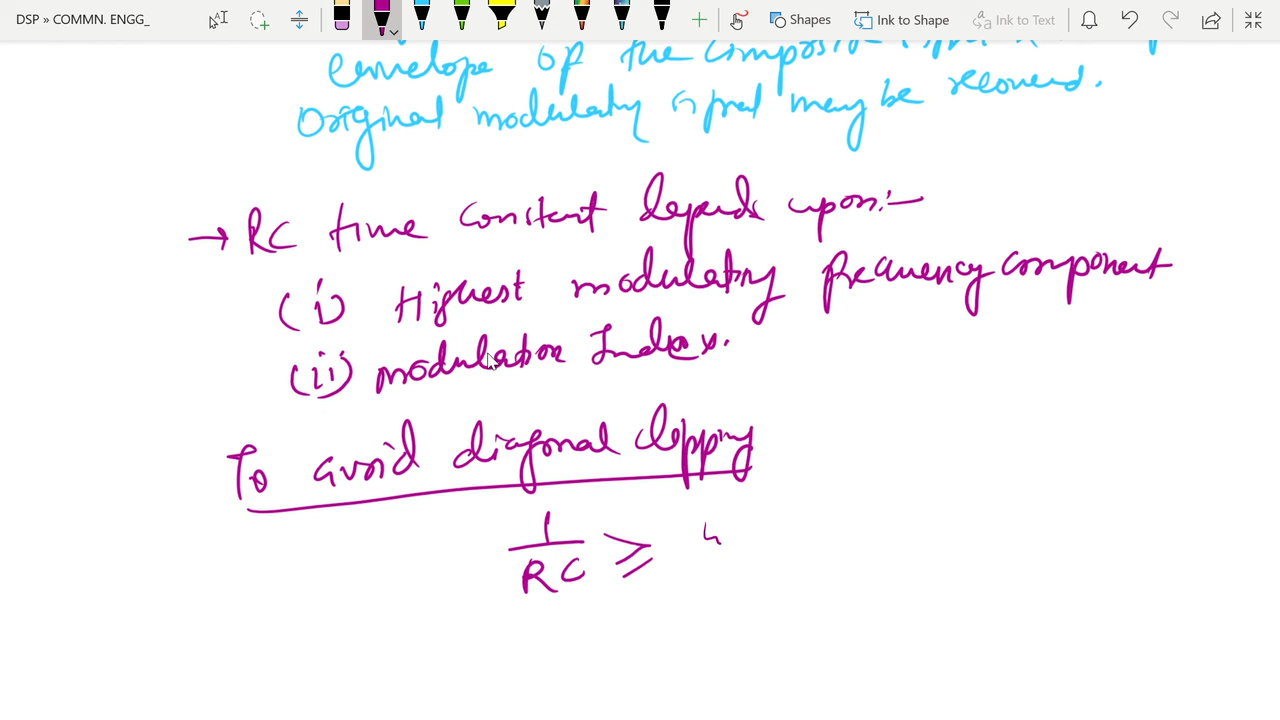 DSP » COMMN. ENGG_
Shapes
Ink to Shape
Ink to Text
envelope of the composite
Original modulating signal may be recovered.
→ RC time constant depends upon:-
(i) Highest modulating frequency component
(ii) modulation Index.
To avoid diagonal clipping
1/RC ≥